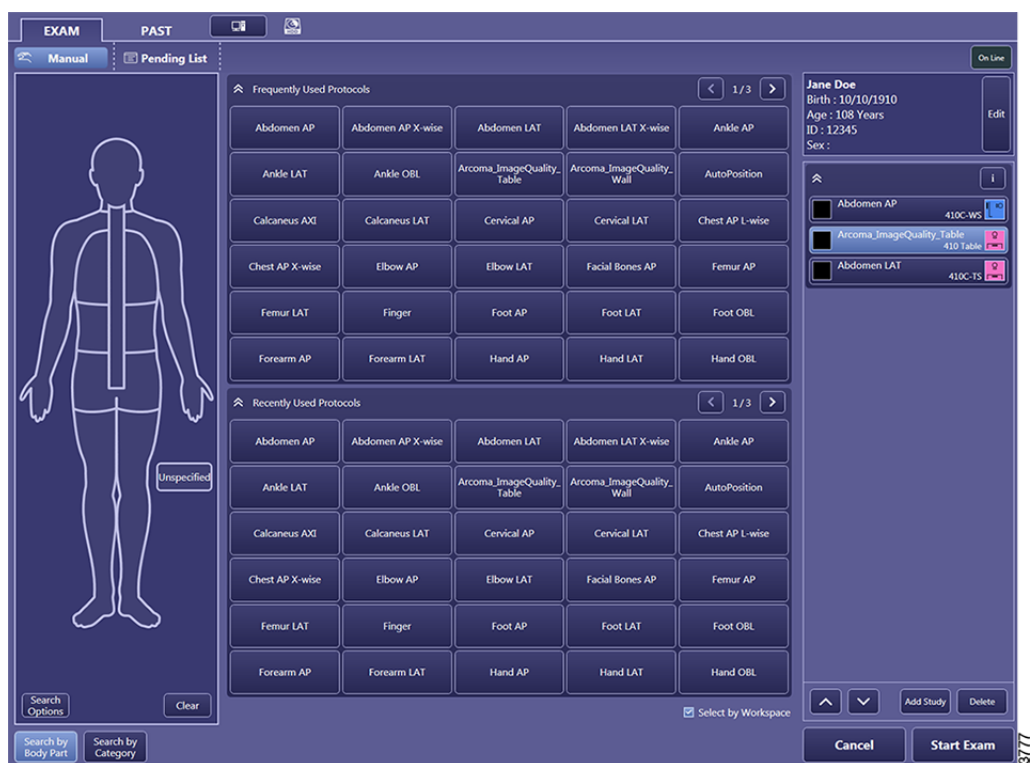 EXAM
PAST
Manual
Pending List
On Line
Frequently Used Protocols
1/3
Abdomen AP
Abdomen AP X-wise
Abdomen LAT
Abdomen LAT X-wise
Ankle AP
Ankle LAT
Ankle OBL
Arcoma_ImageQuality_
Table
Arcoma_ImageQuality_
Wall
AutoPosition
Calcaneus AXI
Calcaneus LAT
Cervical AP
Cervical LAT
Chest AP L-wise
Chest AP X-wise
Elbow AP
Elbow LAT
Facial Bones AP
Femur AP
Femur LAT
Finger
Foot AP
Foot LAT
Foot OBL
Forearm AP
Forearm LAT
Hand AP
Hand LAT
Hand OBL
Recently Used Protocols
1/3
Abdomen AP
Abdomen AP X-wise
Abdomen LAT
Abdomen LAT X-wise
Ankle AP
Ankle LAT
Ankle OBL
Arcoma_ImageQuality_
Table
Arcoma_ImageQuality_
Wall
AutoPosition
Calcaneus AXI
Calcaneus LAT
Cervical AP
Cervical LAT
Chest AP L-wise
Chest AP X-wise
Elbow AP
Elbow LAT
Facial Bones AP
Femur AP
Femur LAT
Finger
Foot AP
Foot LAT
Foot OBL
Forearm AP
Forearm LAT
Hand AP
Hand LAT
Hand OBL
Select by Workspace
Unspecified
Search
Options
Clear
Search by
Body Part
Search by
Category
Jane Doe
Birth : 10/10/1910
Age : 108 Years
ID : 12345
Sex :
Edit
i
Abdomen AP
410C-WS
Arcoma_ImageQuality_Table
410 Table
Abdomen LAT
410C-TS
Add Study
Delete
Cancel
Start Exam
3777